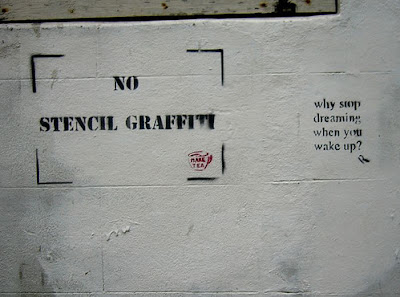 NO
STENCIL GRAFFITI
MAKE
TEA
why stop
dreaming
when you
wake up?